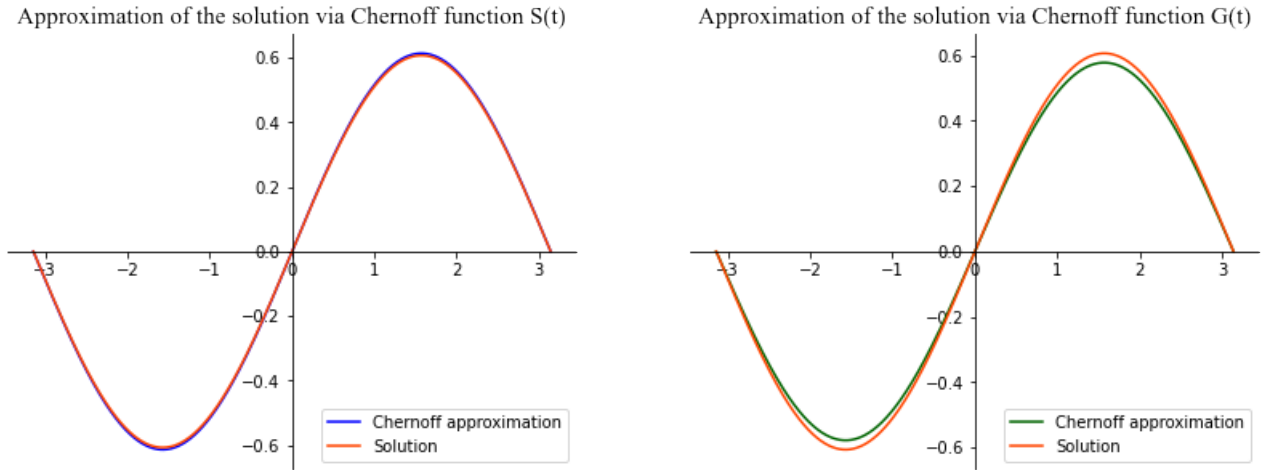 Approximation of the solution via Chernoff function S(t)
0.6
0.4
0.2
0.0
−3 −2 −1 0 1 2 3
−0.2
−0.4
−0.6
Chernoff approximation
Solution
Approximation of the solution via Chernoff function G(t)
0.6
0.4
0.2
0.0
−3 −2 −1 0 1 2 3
−0.2
−0.4
−0.6
Chernoff approximation
Solution